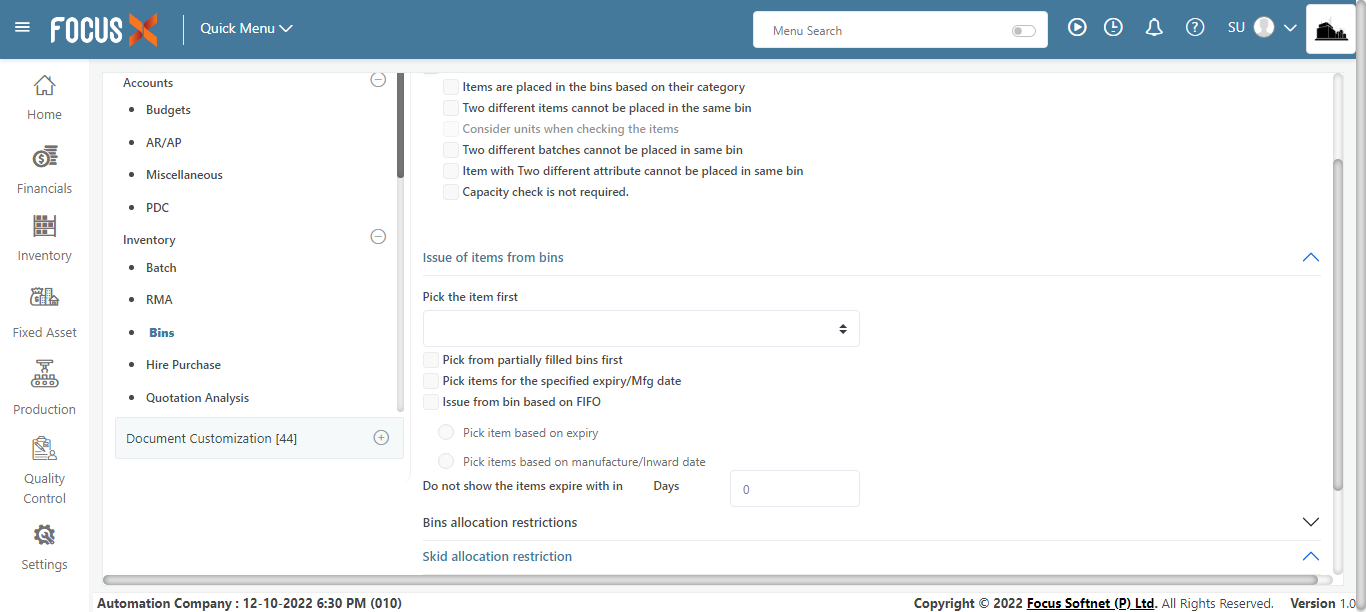 FOCUS X
Quick Menu
Menu Search
SU
Home
Financials
Inventory
Fixed Asset
Production
Quality
Control
Settings
Accounts
Budgets
AR/AP
Miscellaneous
PDC
Inventory
Batch
RMA
Bins
Hire Purchase
Quotation Analysis
Document Customization [44]
Items are placed in the bins based on their category
Two different items cannot be placed in the same bin
Consider units when checking the items
Two different batches cannot be placed in same bin
Item with Two different attribute cannot be placed in same bin
Capacity check is not required.
Issue of items from bins
Pick the item first
Pick from partially filled bins first
Pick items for the specified expiry/Mfg date
Issue from bin based on FIFO
Pick item based on expiry
Pick items based on manufacture/Inward date
Do not show the items expire with in Days 0
Bins allocation restrictions
Skid allocation restriction
Automation Company : 12-10-2022 6:30 PM (010) Copyright © 2022 Focus Softnet (P) Ltd. All Rights Reserved. Version 1.0